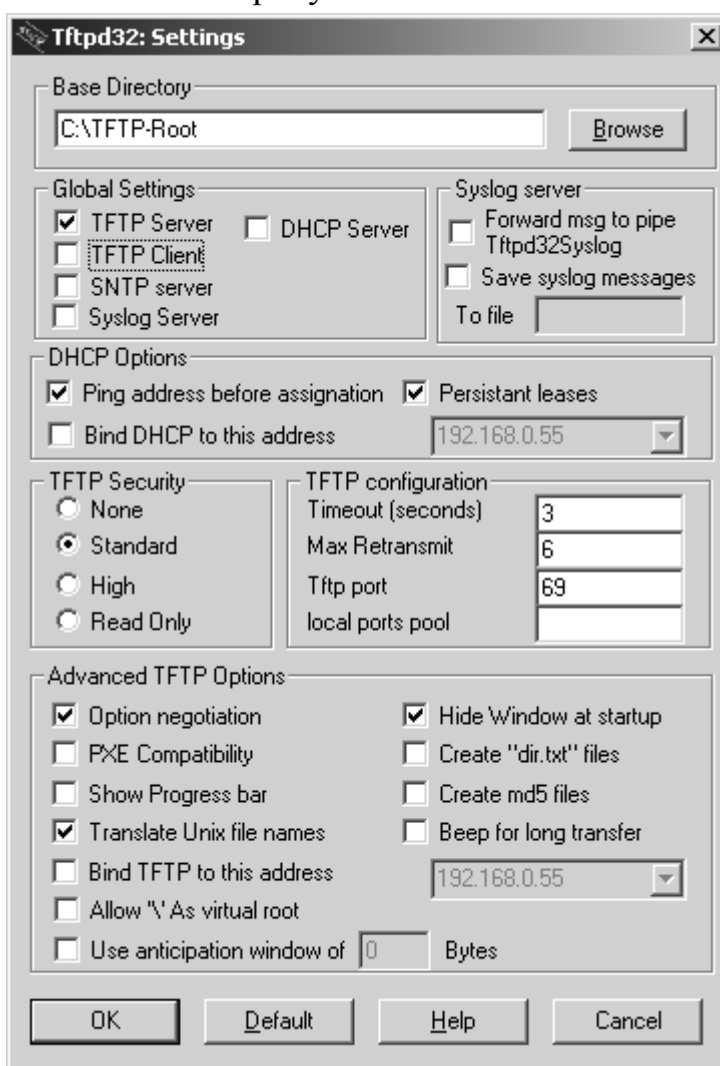 Tftpd32: Settings
Base Directory
C:\TFTP-Root
Browse
Global Settings
TFTP Server
DHCP Server
TFTP Client
SNTP server
Syslog Server
Syslog server
Forward msg to pipe
Tftpd32Syslog
Save syslog messages
To file
DHCP Options
Ping address before assignation
Persistant leases
Bind DHCP to this address
192.168.0.55
TFTP Security
None
Standard
High
Read Only
TFTP configuration
Timeout (seconds) 3
Max Retransmit 6
Tftp port 69
local ports pool
Advanced TFTP Options
Option negotiation
Hide Window at startup
PXE Compatibility
Create "dir.txt" files
Show Progress bar
Create md5 files
Translate Unix file names
Beep for long transfer
Bind TFTP to this address
192.168.0.55
Allow '\' As virtual root
Use anticipation window of 0 Bytes
OK
Default
Help
Cancel